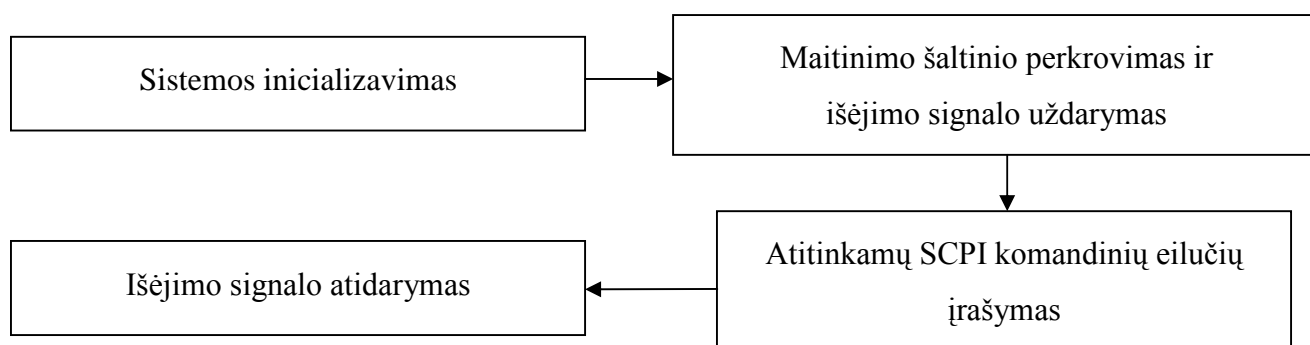 Sistemos inicializavimas
Maitinimo šaltinio perkrovimas ir
išėjimo signalo uždarymas
Atitinkamų SCPI komandinių eilučių
įrašymas
Išėjimo signalo atidarymas